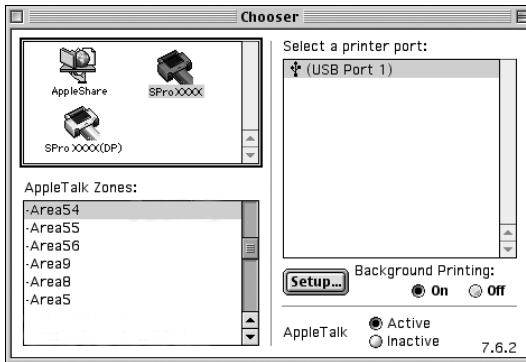 Chooser
AppleShare
SPro XXXX
SPro XXXX(DP)
AppleTalk Zones:
-Area54
-Area55
-Area56
-Area9
-Area8
-Area5
Select a printer port:
(USB Port 1)
Setup...
Background Printing:
On Off
AppleTalk
Active
Inactive
7.6.2